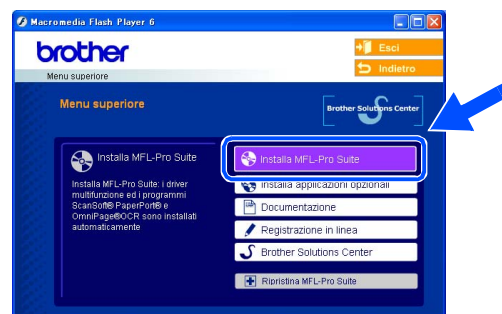 Macromedia Flash Player 6
brother
Esci
Indietro
Menu superiore
Menu superiore
Brother Solutions Center
Installa MFL-Pro Suite
Installa MFL-Pro Suite: i driver
multifunzione ed i programmi
ScanSoft® PaperPort® e
OmniPage®OCR sono installati
automaticamente
Installa MFL-Pro Suite
Installa applicazioni opzionali
Documentazione
Registrazione in linea
Brother Solutions Center
Ripristina MFL-Pro Suite